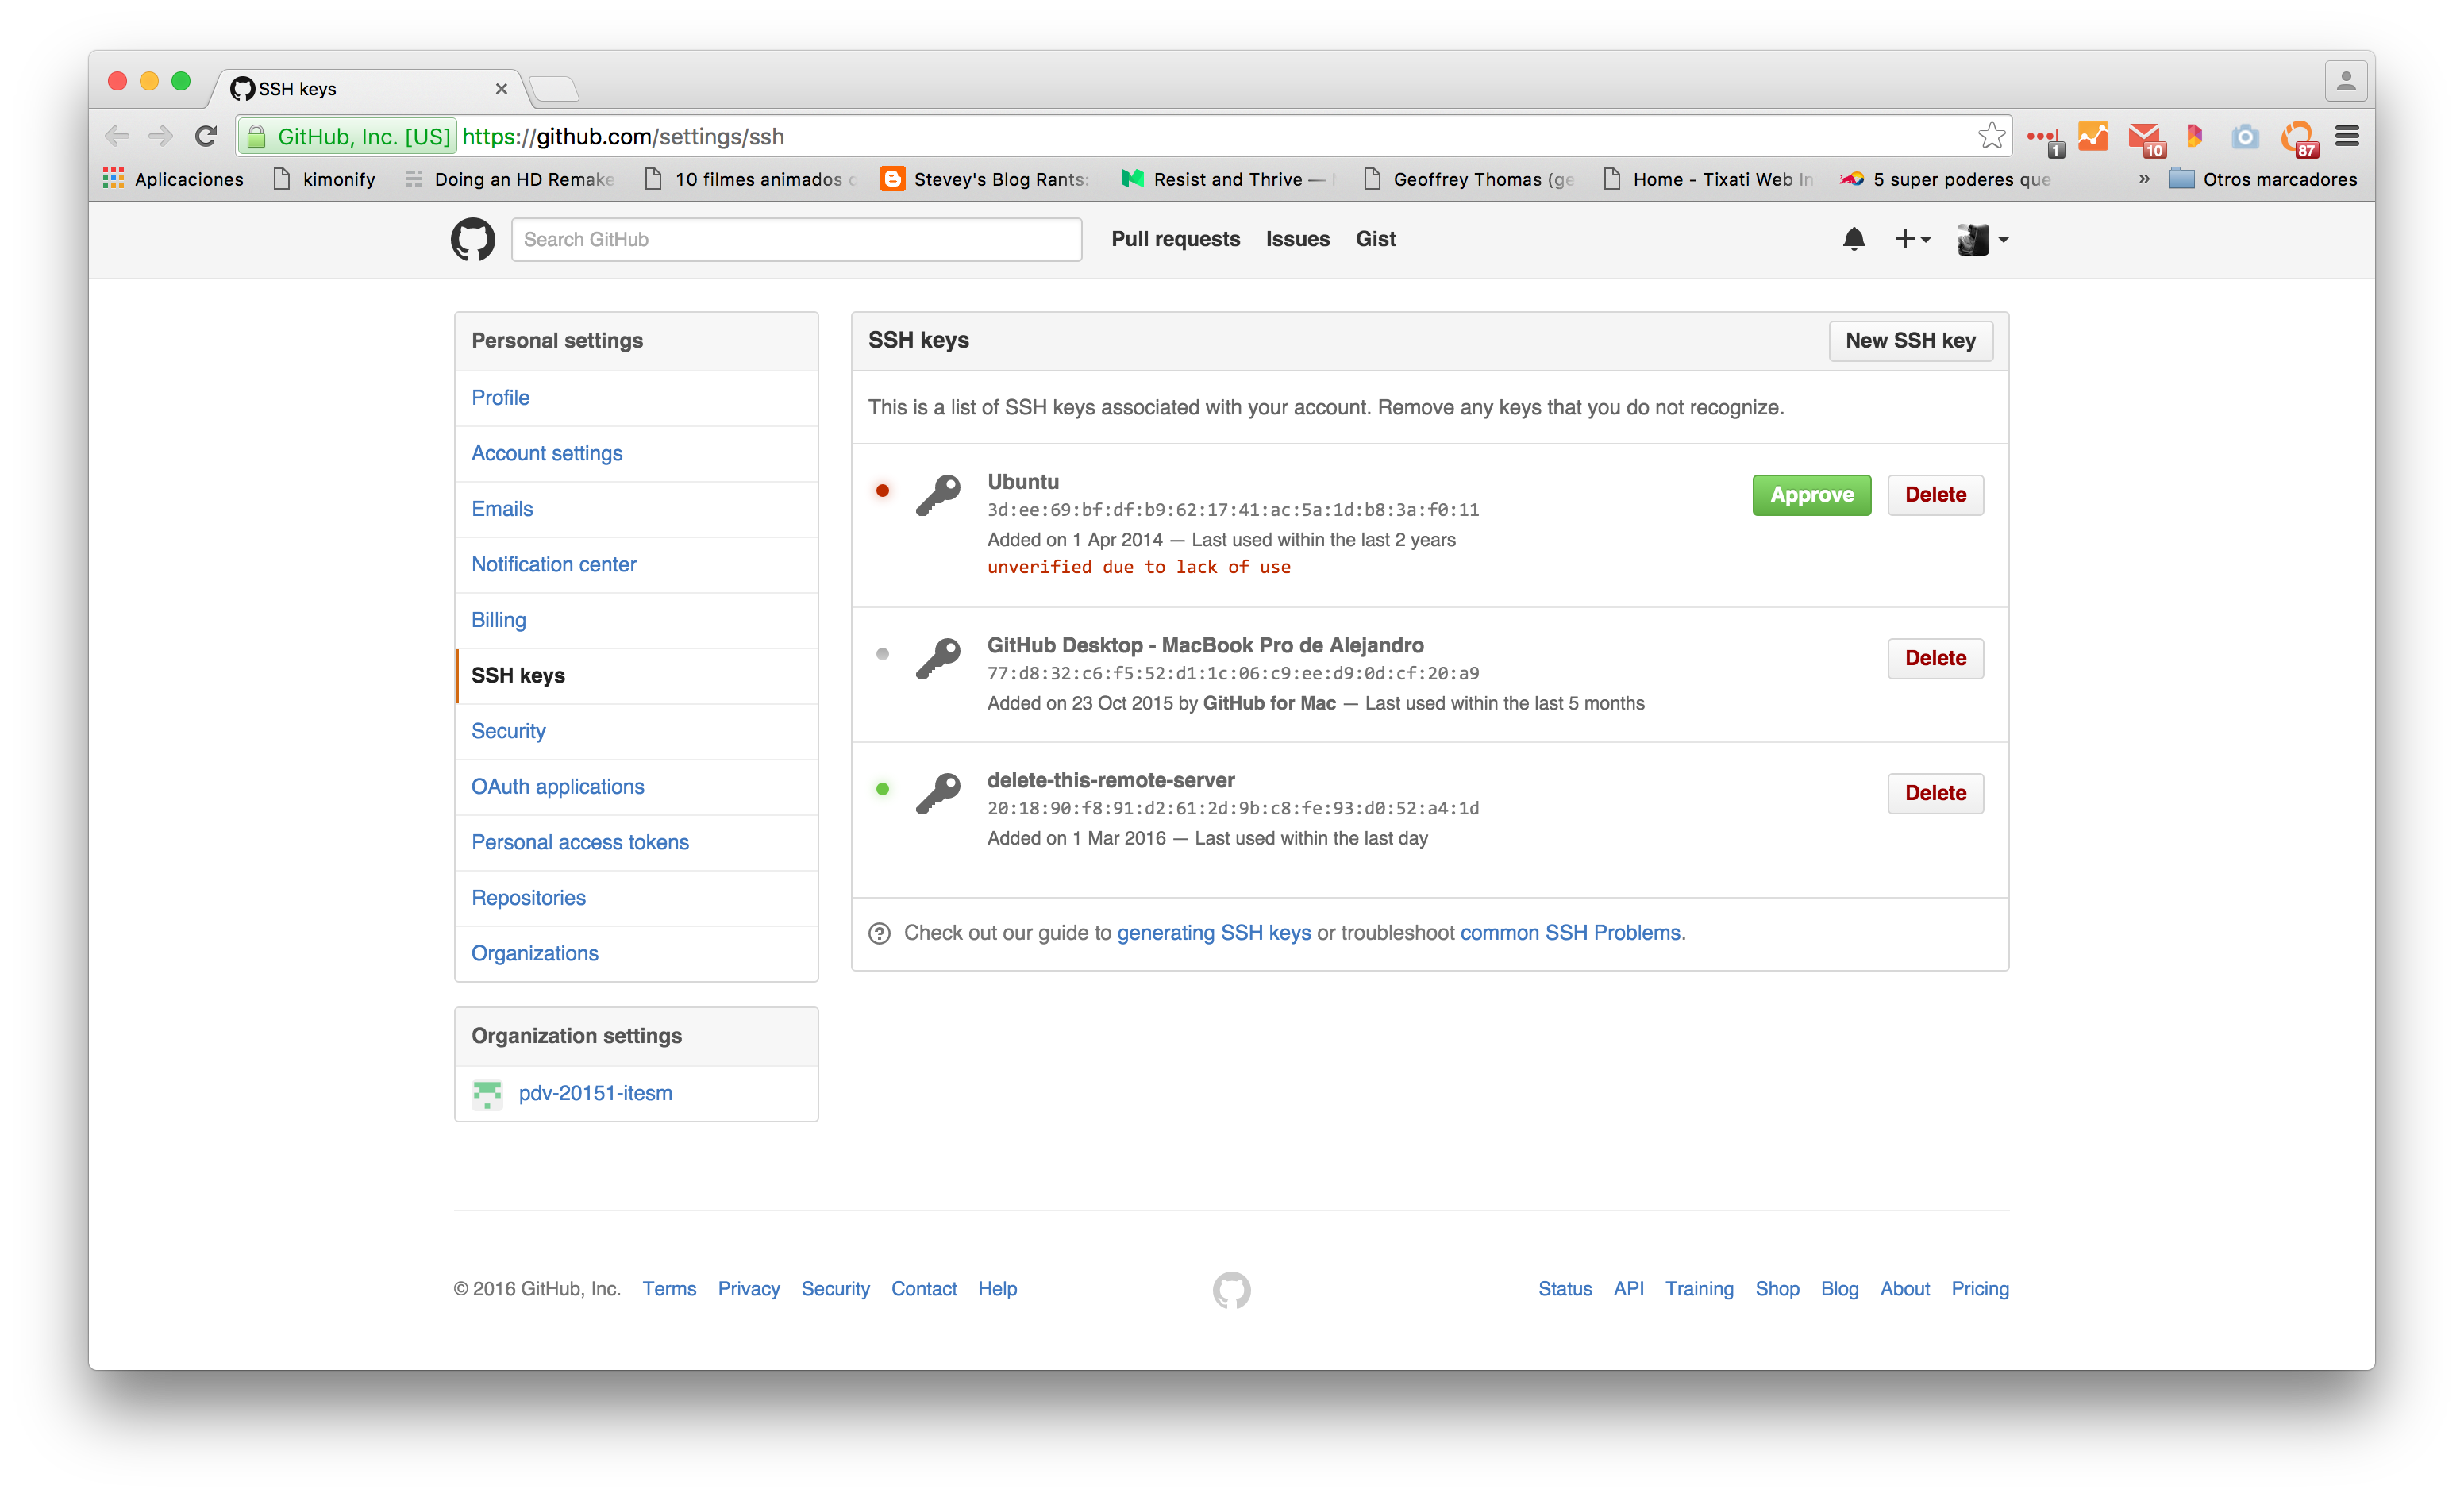 SSH keys
GitHub, Inc. [US] https://github.com/settings/ssh
1
10
87
Aplicaciones kimonify Doing an HD Remake 10 filmes animados Stevey's Blog Rants: Resist and Thrive — Geoffrey Thomas (ge Home - Tixati Web In 5 super poderes que » Otros marcadores
Search GitHub Pull requests Issues Gist
Personal settings
Profile
Account settings
Emails
Notification center
Billing
SSH keys
Security
OAuth applications
Personal access tokens
Repositories
Organizations
Organization settings
pdv-20151-itesm
SSH keys New SSH key
This is a list of SSH keys associated with your account. Remove any keys that you do not recognize.
Ubuntu
3d:ee:69:bf:df:b9:62:17:41:ac:5a:1d:b8:3a:f0:11
Added on 1 Apr 2014 — Last used within the last 2 years
unverified due to lack of use
Approve Delete
GitHub Desktop - MacBook Pro de Alejandro
77:d8:32:c6:f5:52:d1:1c:06:c9:ee:d9:0d:cf:20:a9
Added on 23 Oct 2015 by GitHub for Mac — Last used within the last 5 months
Delete
delete-this-remote-server
20:18:90:f8:91:d2:61:2d:9b:c8:fe:93:d0:52:a4:1d
Added on 1 Mar 2016 — Last used within the last day
Delete
Check out our guide to generating SSH keys or troubleshoot common SSH Problems.
© 2016 GitHub, Inc. Terms Privacy Security Contact Help Status API Training Shop Blog About Pricing